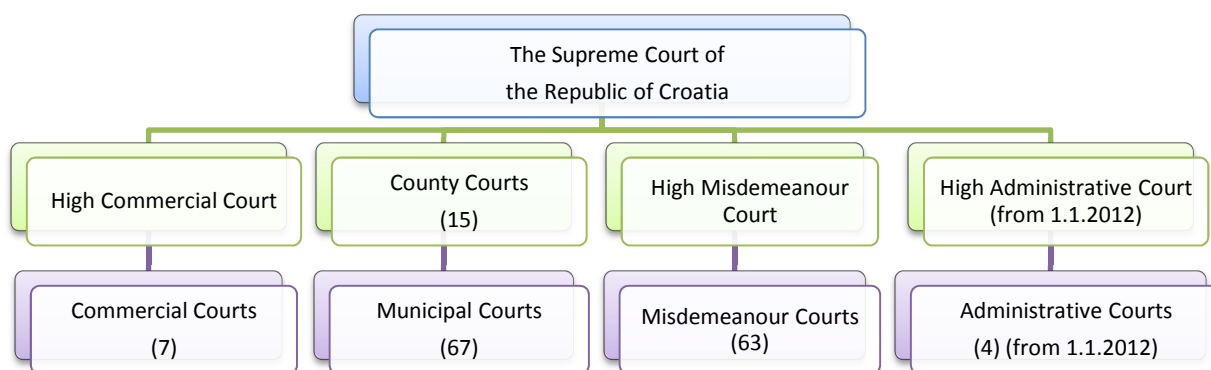 The Supreme Court of
the Republic of Croatia
High Commercial Court
County Courts
(15)
High Misdemeanour
Court
High Administrative Court
(from 1.1.2012)
Commercial Courts
(7)
Municipal Courts
(67)
Misdemeanour Courts
(63)
Administrative Courts
(4) (from 1.1.2012)